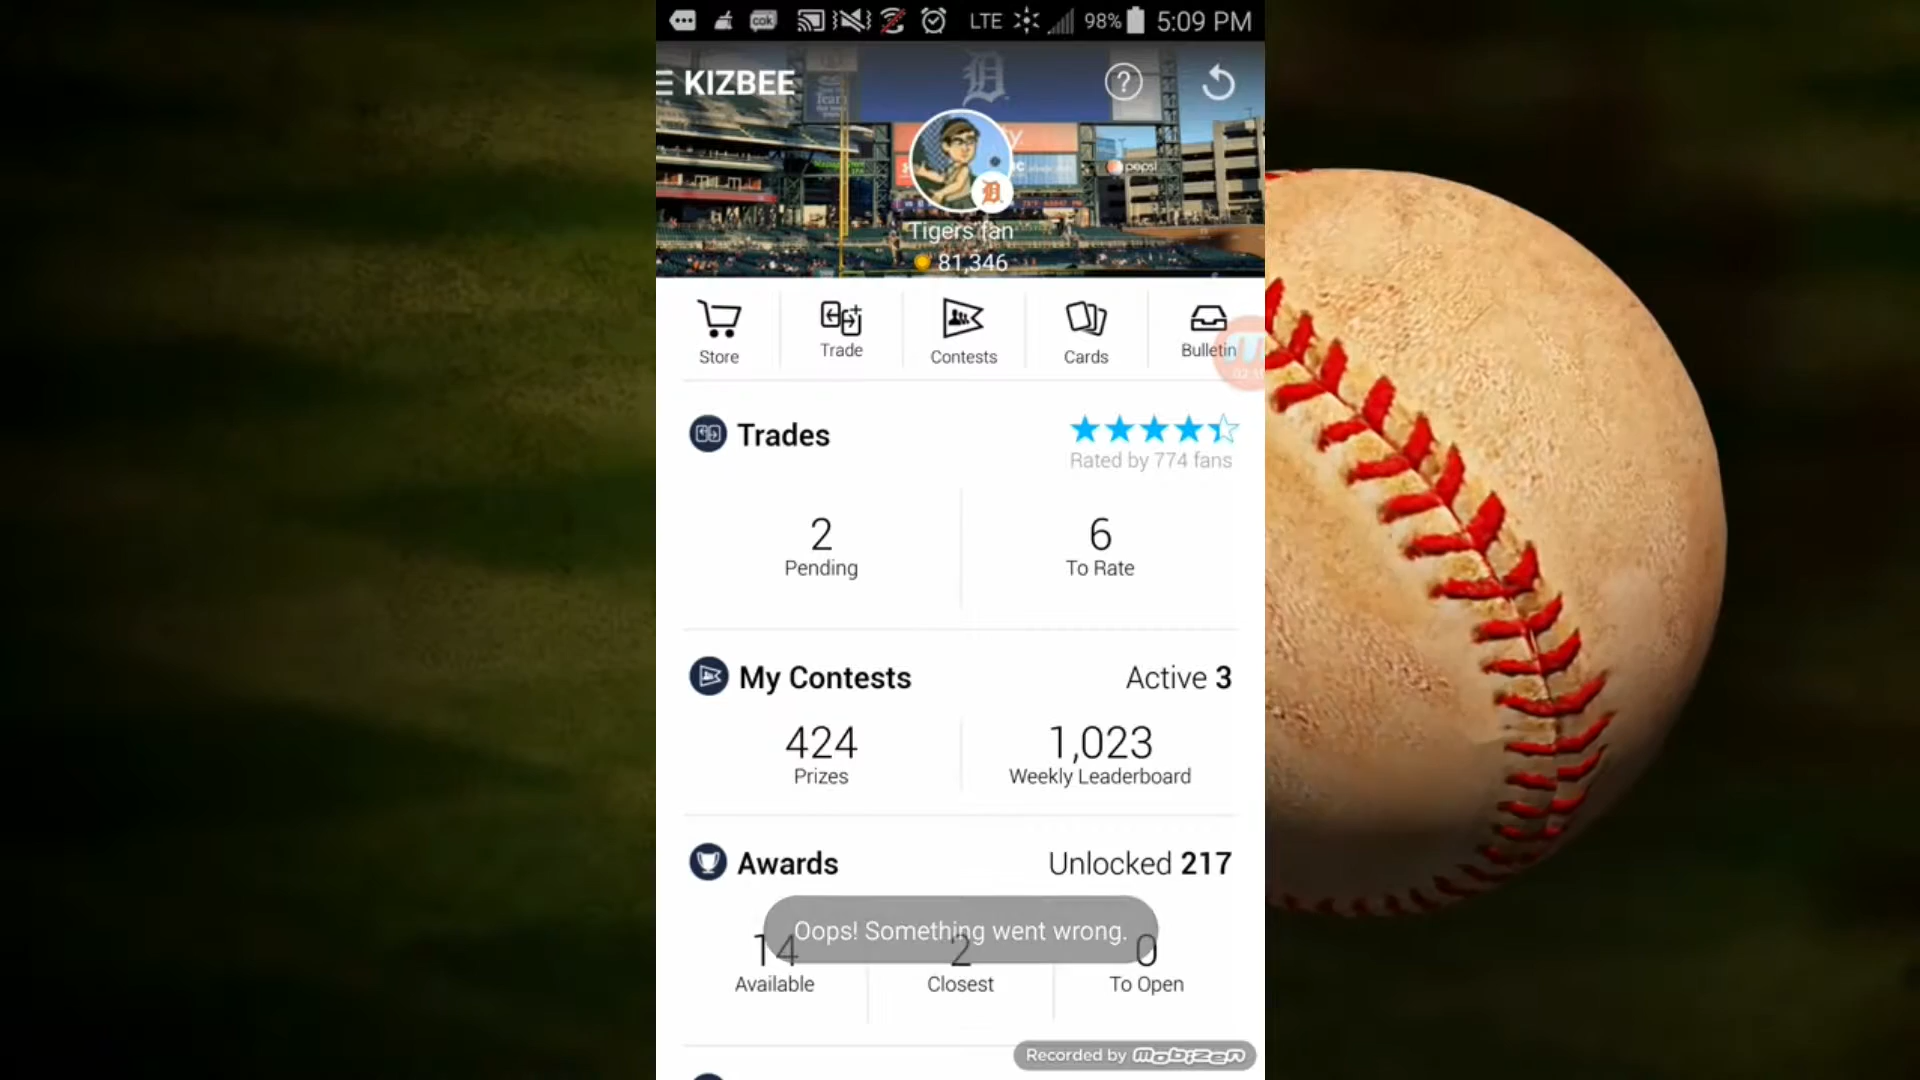 cok LTE 98% 5:09 PM
KIZBEE ?
pepsi
Tigers fan
81,346
Store Trade Contests Cards Bulletin
Trades
Rated by 774 fans
2 6
Pending To Rate
My Contests Active 3
424 1,023
Prizes Weekly Leaderboard
Awards Unlocked 217
Oops! Something went wrong.
14 2 0
Available Closest To Open
Recorded by mobizen